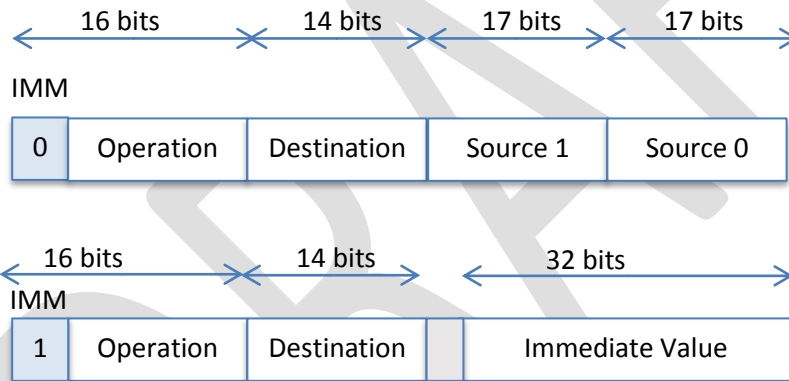 16 bits 14 bits 17 bits 17 bits
IMM
0 Operation Destination Source 1 Source 0
16 bits 14 bits 32 bits
IMM
1 Operation Destination Immediate Value